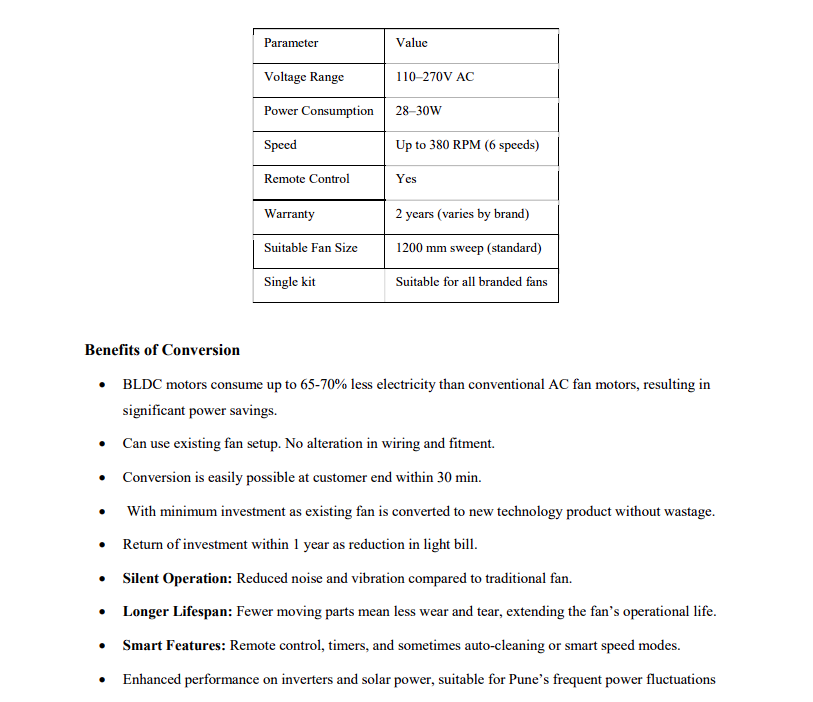 Parameter Value
Voltage Range 110–270V AC
Power Consumption 28–30W
Speed Up to 380 RPM (6 speeds)
Remote Control Yes
Warranty 2 years (varies by brand)
Suitable Fan Size 1200 mm sweep (standard)
Single kit Suitable for all branded fans
Benefits of Conversion
• BLDC motors consume up to 65-70% less electricity than conventional AC fan motors, resulting in
significant power savings.
• Can use existing fan setup. No alteration in wiring and fitment.
• Conversion is easily possible at customer end within 30 min.
• With minimum investment as existing fan is converted to new technology product without wastage.
• Return of investment within 1 year as reduction in light bill.
• Silent Operation: Reduced noise and vibration compared to traditional fan.
• Longer Lifespan: Fewer moving parts mean less wear and tear, extending the fan’s operational life.
• Smart Features: Remote control, timers, and sometimes auto-cleaning or smart speed modes.
• Enhanced performance on inverters and solar power, suitable for Pune’s frequent power fluctuations